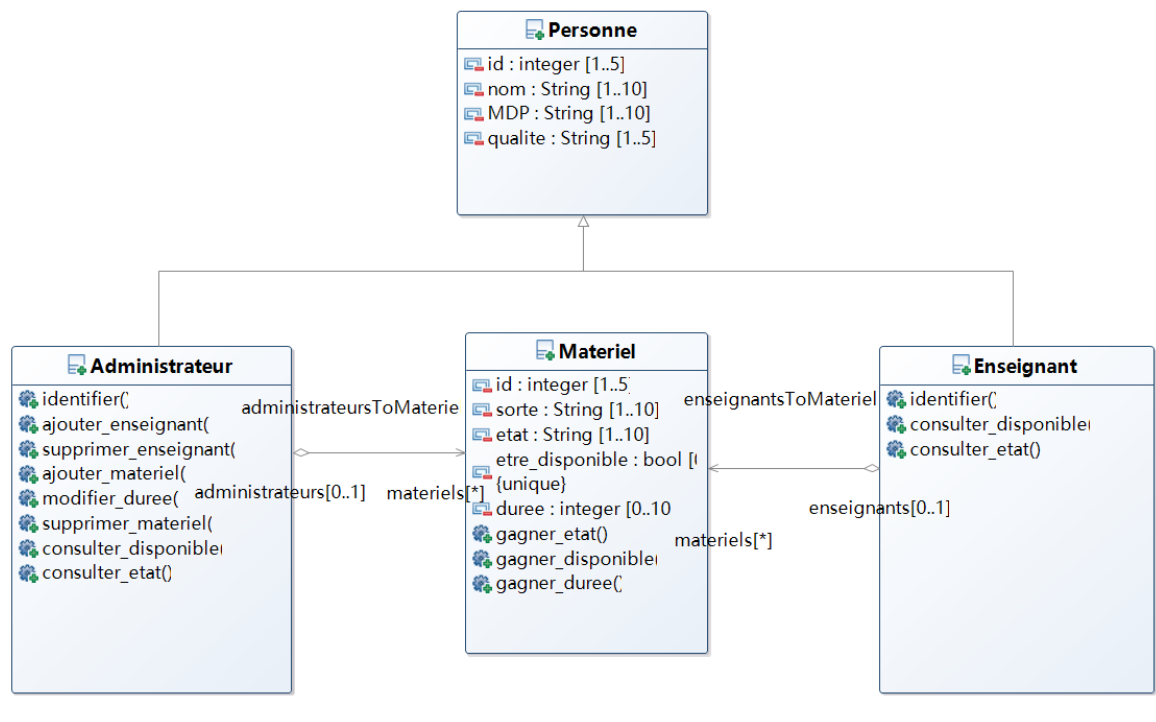 Personne
id : integer [1..5]
nom : String [1..10]
MDP : String [1..10]
qualite : String [1..5]
Administrateur
identifier()
ajouter_enseignant(
supprimer_enseignant(
ajouter_materiel(
modifier_duree(
supprimer_materiel(
consulter_disponible(
consulter_etat()
administrateursToMaterie
administrateurs[0..1]
materiels[*]
Materiel
id : integer [1..5]
sorte : String [1..10]
etat : String [1..10]
etre_disponible : bool [0
{unique}
duree : integer [0..10
gagner_etat()
gagner_disponible(
gagner_duree()
enseignantsToMateriel
enseignants[0..1]
materiels[*]
Enseignant
identifier()
consulter_disponible(
consulter_etat()